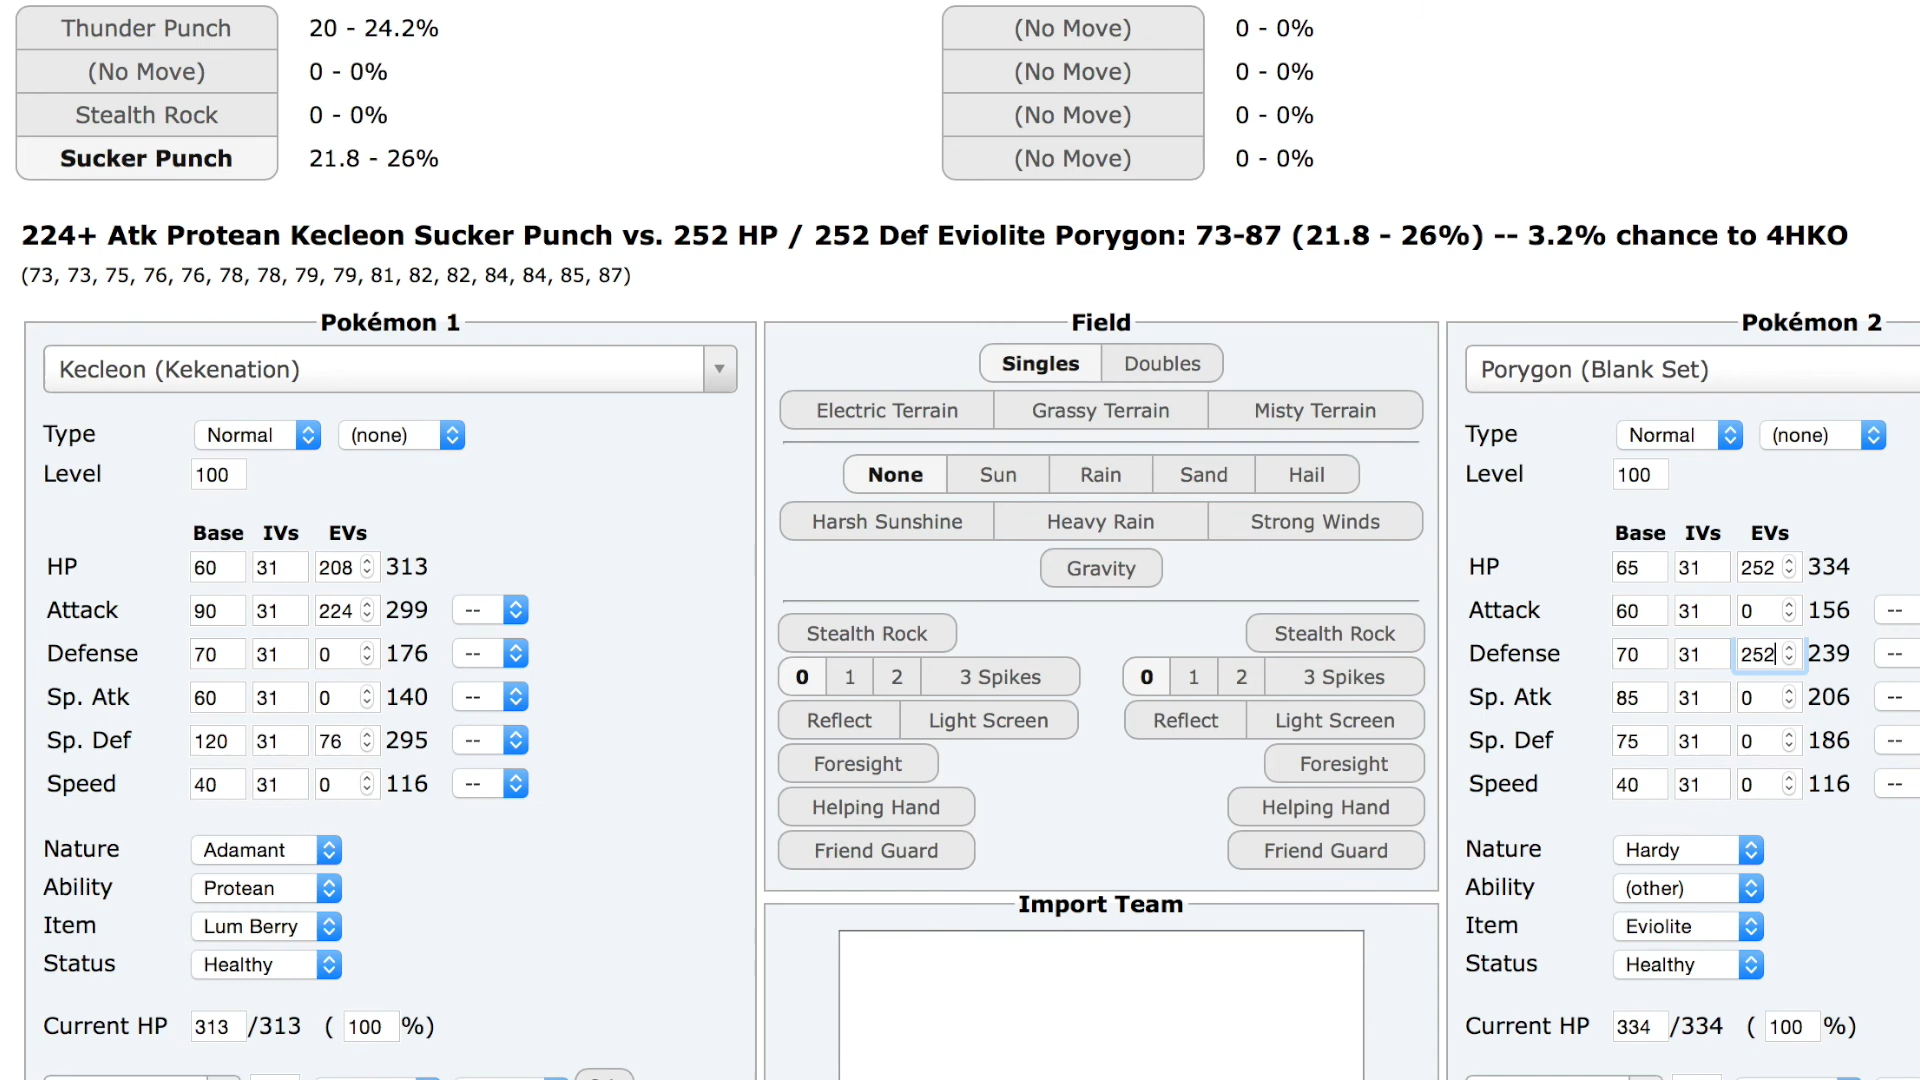 Thunder Punch 20 - 24.2% (No Move) 0 - 0%
(No Move) 0 - 0% (No Move) 0 - 0%
Stealth Rock 0 - 0% (No Move) 0 - 0%
Sucker Punch 21.8 - 26% (No Move) 0 - 0%
224+ Atk Protean Kecleon Sucker Punch vs. 252 HP / 252 Def Eviolite Porygon: 73-87 (21.8 - 26%) -- 3.2% chance to 4HKO
(73, 73, 75, 76, 76, 78, 78, 79, 79, 81, 82, 82, 84, 84, 85, 87)
Pokémon 1
Kecleon (Kekenation)
Type Normal (none)
Level 100
Base IVs EVs
HP 60 31 208 313
Attack 90 31 224 299 --
Defense 70 31 0 176 --
Sp. Atk 60 31 0 140 --
Sp. Def 120 31 76 295 --
Speed 40 31 0 116 --
Nature Adamant
Ability Protean
Item Lum Berry
Status Healthy
Current HP 313 /313 ( 100 %)
Field
Singles Doubles
Electric Terrain Grassy Terrain Misty Terrain
None Sun Rain Sand Hail
Harsh Sunshine Heavy Rain Strong Winds
Gravity
Stealth Rock Stealth Rock
0 1 2 3 Spikes 0 1 2 3 Spikes
Reflect Light Screen Reflect Light Screen
Foresight Foresight
Helping Hand Helping Hand
Friend Guard Friend Guard
Import Team
Pokémon 2
Porygon (Blank Set)
Type Normal (none)
Level 100
Base IVs EVs
HP 65 31 252 334
Attack 60 31 0 156 --
Defense 70 31 252 239 --
Sp. Atk 85 31 0 206 --
Sp. Def 75 31 0 186 --
Speed 40 31 0 116 --
Nature Hardy
Ability (other)
Item Eviolite
Status Healthy
Current HP 334 /334 ( 100 %)